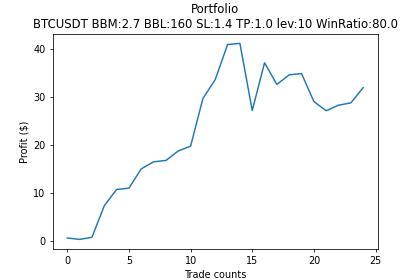 Portfolio
BTCUSDT BBM:2.7 BBL:160 SL:1.4 TP:1.0 lev:10 WinRatio:80.0
40
30
20
10
0
Profit ($)
0 5 10 15 20 25
Trade counts